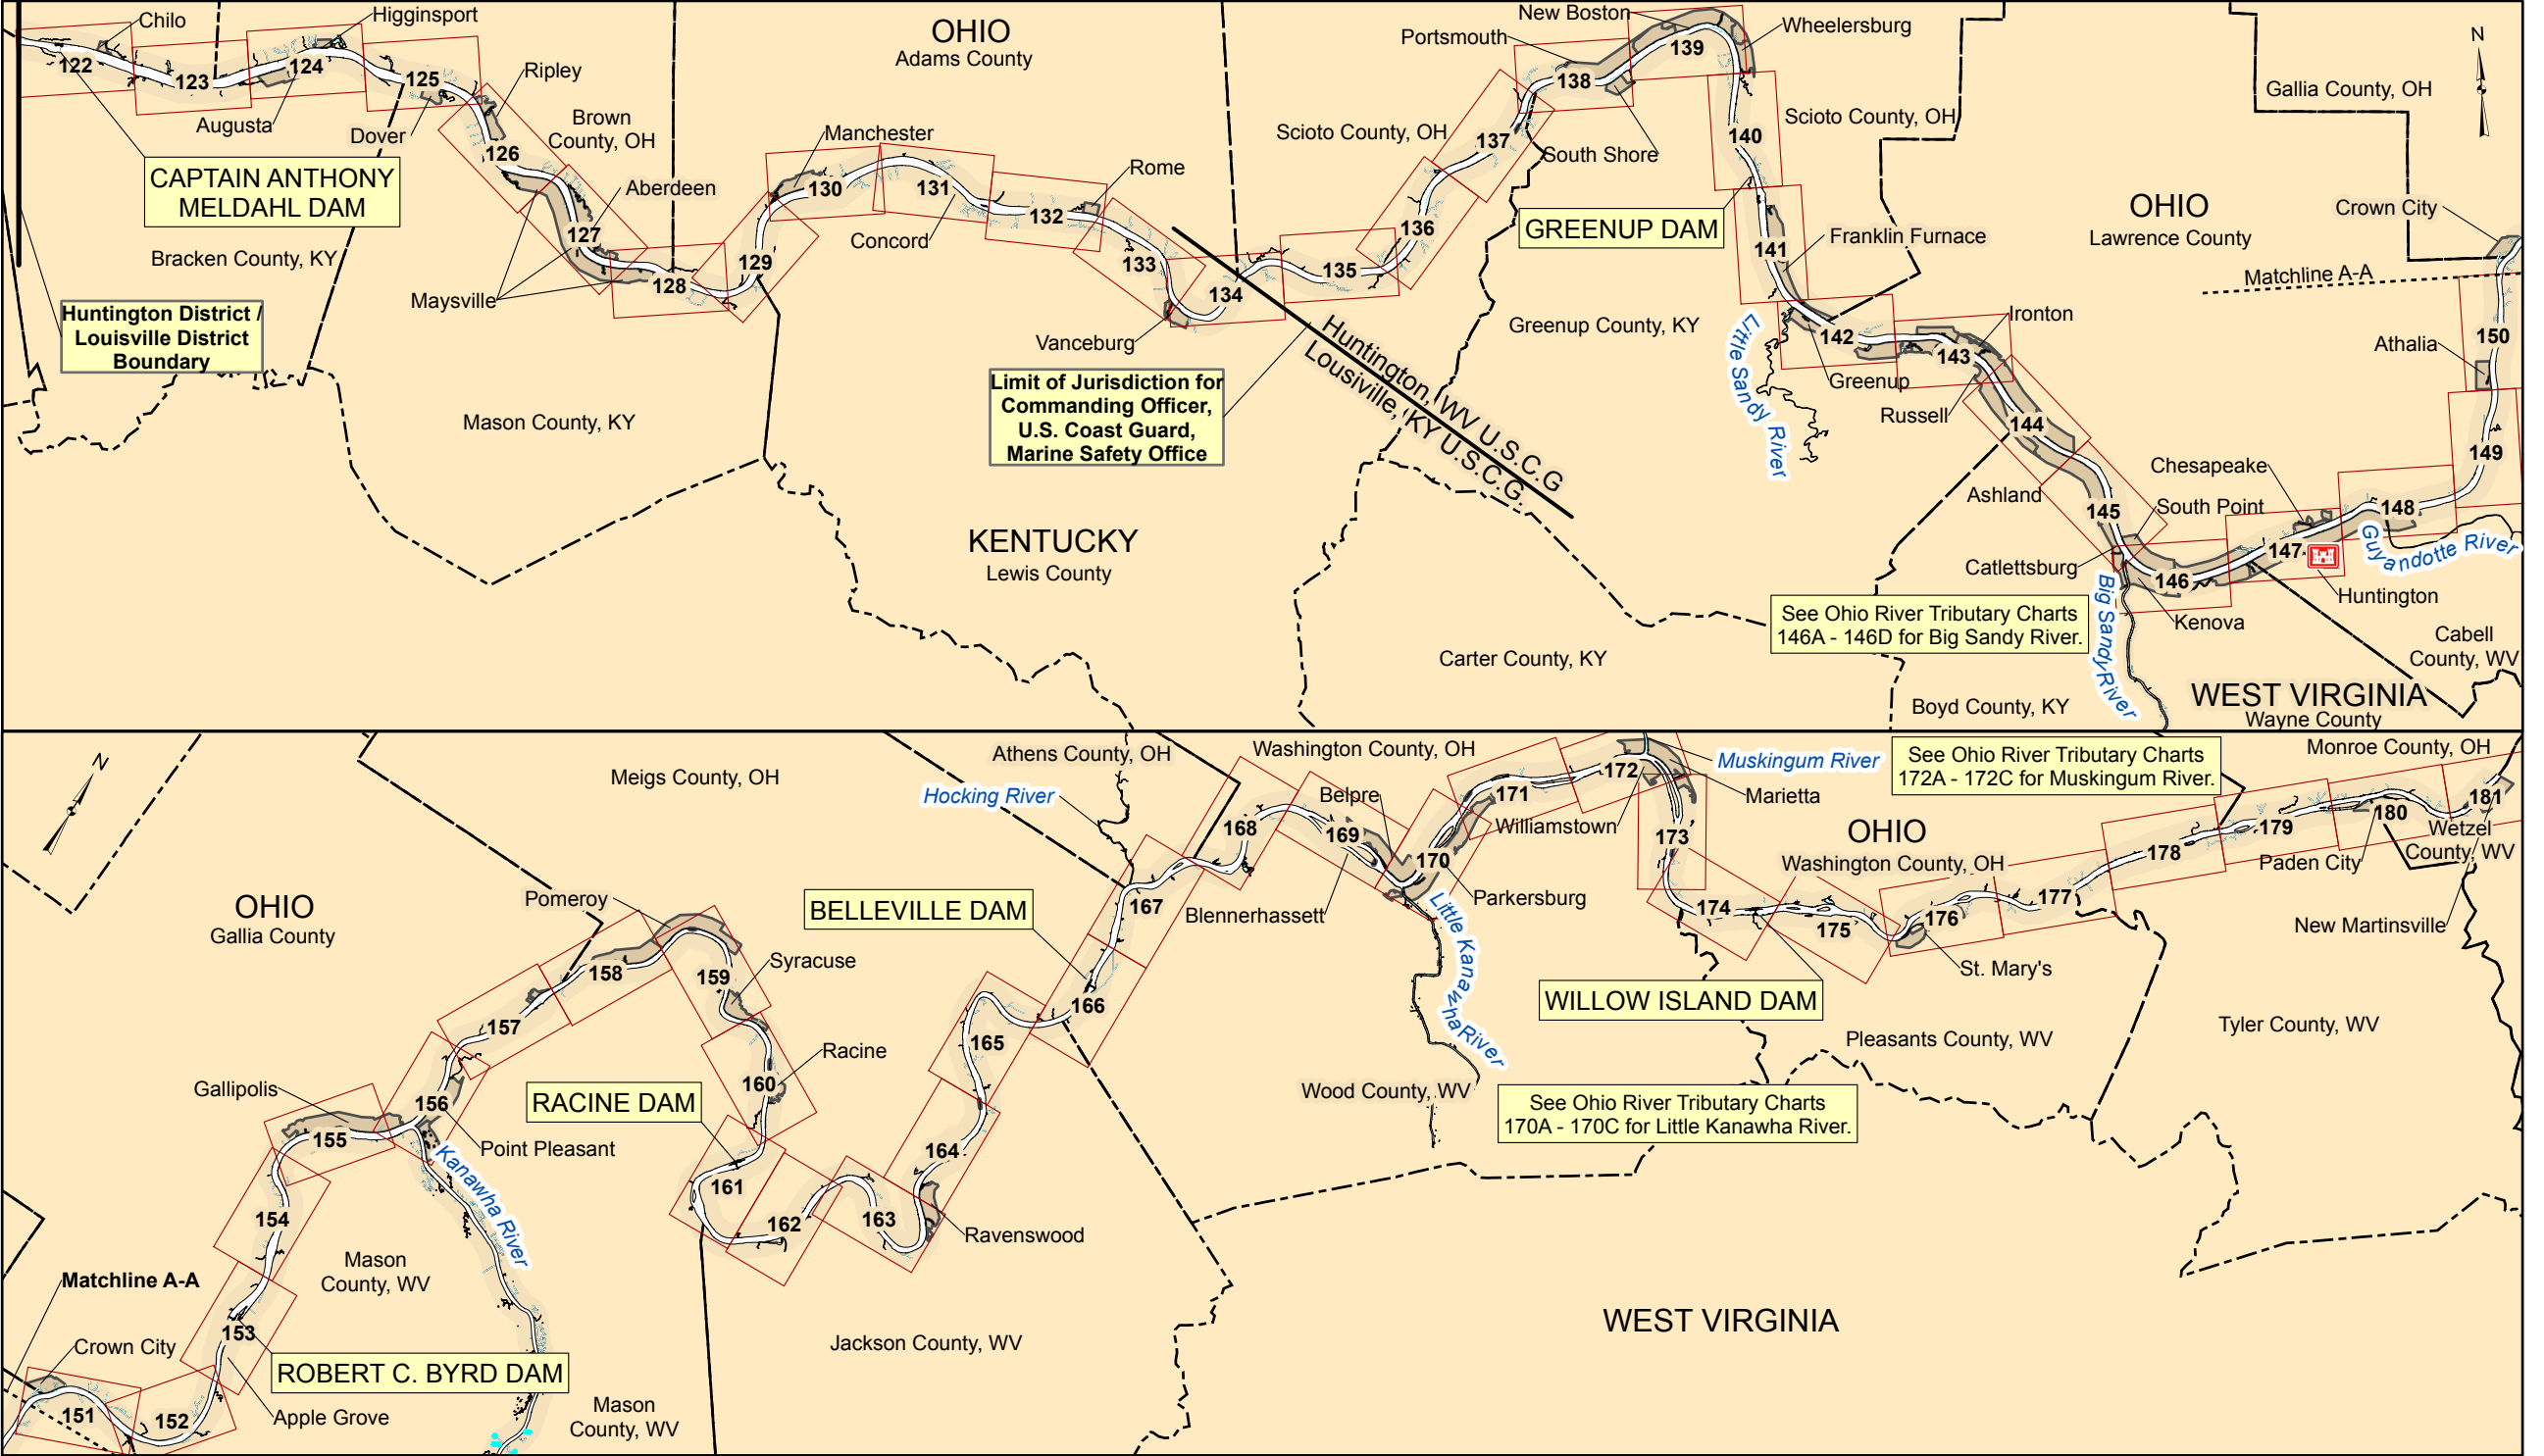 Chilo
Higginsport
OHIO
Adams County
New Boston
Portsmouth
Wheelersburg
N
122
123
124
125
Ripley
138
139
Gallia County, OH
Augusta
Dover
Brown
County, OH
126
Manchester
Scioto County, OH
137
140
Scioto County, OH
South Shore
CAPTAIN ANTHONY
MELDAHL DAM
Aberdeen
130
131
Rome
132
Concord
136
GREENUP DAM
OHIO
Lawrence County
Crown City
Bracken County, KY
127
129
133
135
141
Franklin Furnace
Matchline A-A
Maysville
128
134
Huntington District /
Louisville District
Boundary
Vanceburg
Huntington, WV U.S.C.G
Lousiville, KY U.S.C.G.
Greenup County, KY
Little Sandy River
142
Ironton
143
Athalia
150
Limit of Jurisdiction for
Commanding Officer,
U.S. Coast Guard,
Marine Safety Office
Greenup
Russell
Mason County, KY
144
149
Chesapeake
Ashland
145
South Point
148
KENTUCKY
Lewis County
Catlettsburg
147
Guyandotte River
146
Huntington
See Ohio River Tributary Charts
146A - 146D for Big Sandy River.
Big Sandy River
Kenova
Cabell
County, WV
Carter County, KY
Boyd County, KY
WEST VIRGINIA
Wayne County
N
Meigs County, OH
Athens County, OH
Washington County, OH
Muskingum River
See Ohio River Tributary Charts
172A - 172C for Muskingum River.
Monroe County, OH
Hocking River
Belpre
171
172
Marietta
181
168
169
Williamstown
173
OHIO
Washington County, OH
179
180
Wetzel
County, WV
170
178
Paden City
OHIO
Gallia County
Pomeroy
BELLEVILLE DAM
167
Blennerhassett
Parkersburg
174
175
176
177
New Martinsville
158
159
Syracuse
Little Kanawha River
St. Mary's
157
166
WILLOW ISLAND DAM
165
Racine
Pleasants County, WV
Tyler County, WV
Gallipolis
156
RACINE DAM
160
Wood County, WV
See Ohio River Tributary Charts
170A - 170C for Little Kanawha River.
155
Point Pleasant
164
Kanawha River
161
154
162
163
Ravenswood
Mason
County, WV
Matchline A-A
153
WEST VIRGINIA
Crown City
ROBERT C. BYRD DAM
Jackson County, WV
151
152
Apple Grove
Mason
County, WV